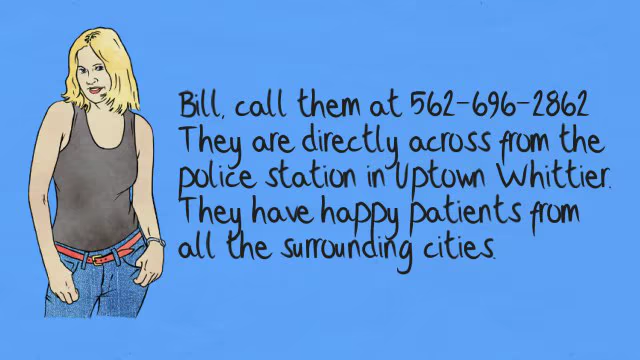 Bill, call them at 562-696-2862
They are directly across from the
police station in Uptown Whittier.
They have happy patients from
all the surrounding cities.